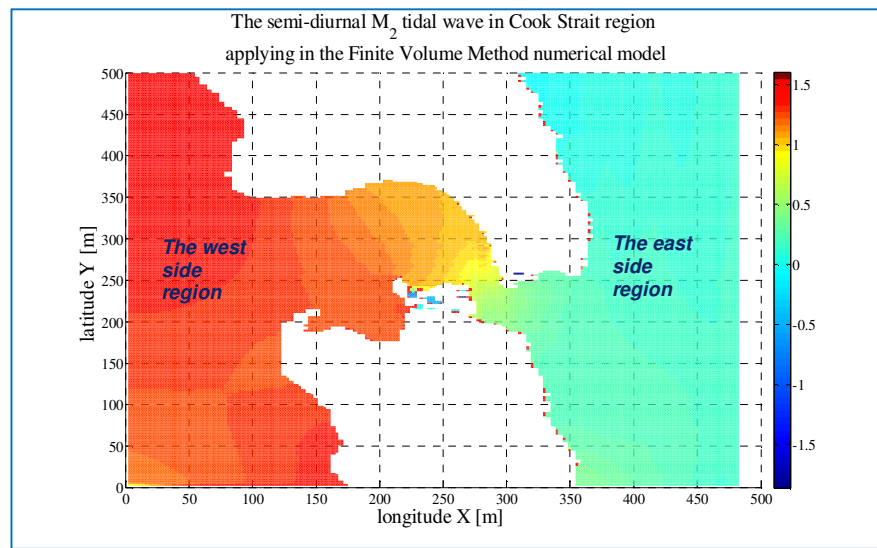 The semi-diurnal M2 tidal wave in Cook Strait region
applying in the Finite Volume Method numerical model
500
450
400
350
300
250
200
150
100
50
0
latitude Y [m]
The west
side
region
The east
side
region
1.5
1
0.5
0
-0.5
-1
-1.5
0 50 100 150 200 250 300 350 400 450 500
longitude X [m]